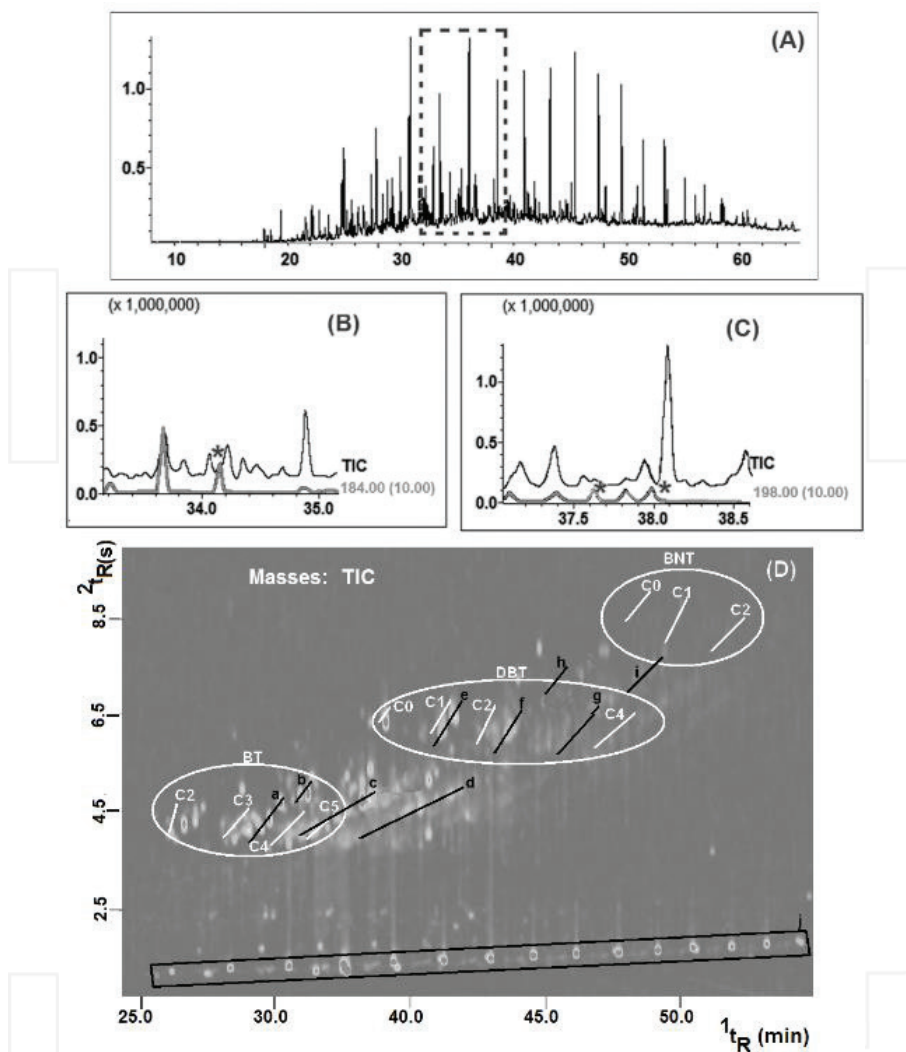 (A)
1.0
0.5
10 20 30 40 50 60
(x 1,000,000)
(B)
1.0
0.5
0.0
*
TIC
184.00 (10.00)
34.0 35.0
(x 1,000,000)
(C)
1.0
0.5
0.0
* *
TIC
198.00 (10.00)
37.5 38.0 38.5
2tR(s)
Masses: TIC
(D)
BNT
C0
C1
C2
8.5
h
i
DBT
C0
C1
e
C2
f
g
C4
6.5
BT
C2
C3
a
b
C4
C5
c
d
4.5
2.5
j
25.0 30.0 35.0 40.0 45.0 50.0
1tR (min)